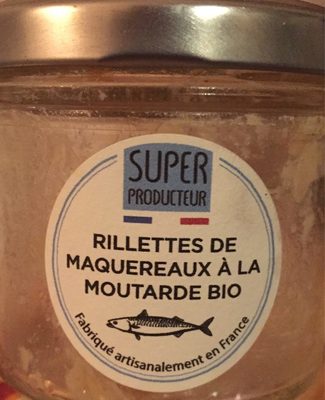 SUPER
PRODUCTEUR
RILLETTES DE
MAQUEREAUX À LA
MOUTARDE BIO
Fabriqué artisanalement en France